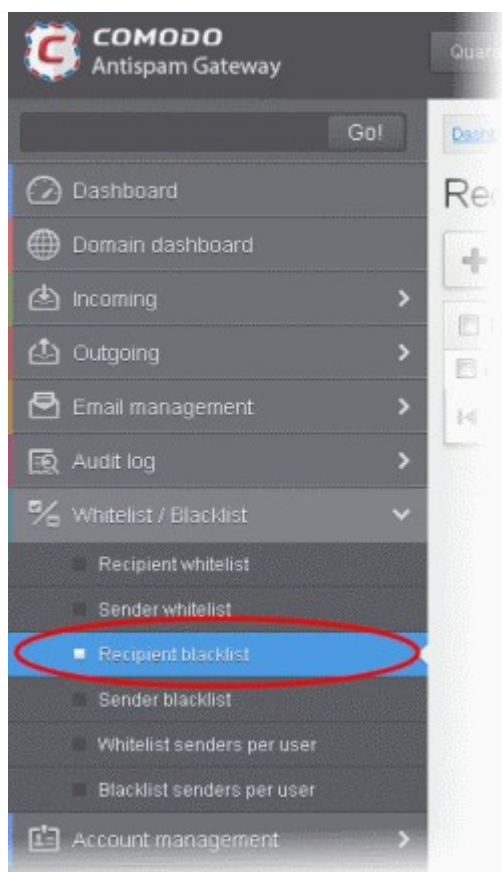 COMODO
Antispam Gateway
Go!
Dashboard
Domain dashboard
Incoming
Outgoing
Email management
Audit log
Whitelist / Blacklist
Recipient whitelist
Sender whitelist
Recipient blacklist
Sender blacklist
Whitelist senders per user
Blacklist senders per user
Account management